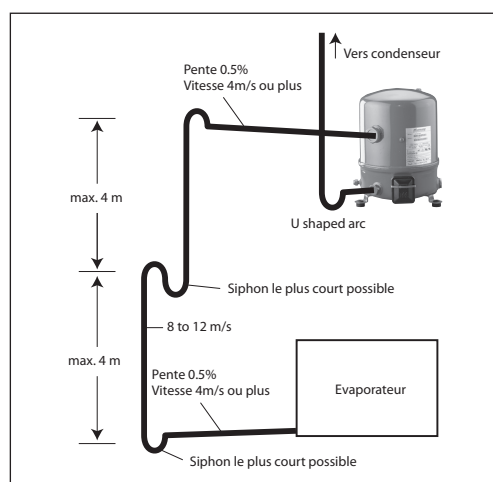 Vers condenseur
Pente 0.5%
Vitesse 4m/s ou plus
max. 4 m
U shaped arc
Siphon le plus court possible
8 to 12 m/s
max. 4 m
Pente 0.5%
Vitesse 4m/s ou plus
Evaporateur
Siphon le plus court possible